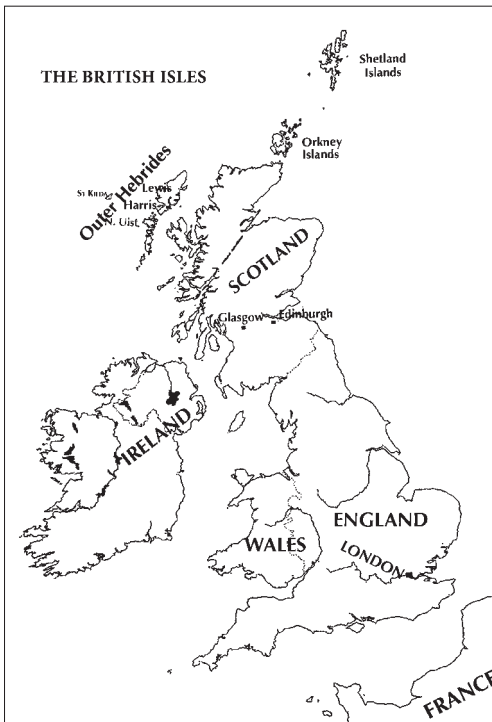 THE BRITISH ISLES
Shetland
Islands
Orkney
Islands
Outer Hebrides
ST KILDA
Lewis
Harris
N. Uist
SCOTLAND
Glasgow
Edinburgh
IRELAND
ENGLAND
WALES
LONDON
FRANCE